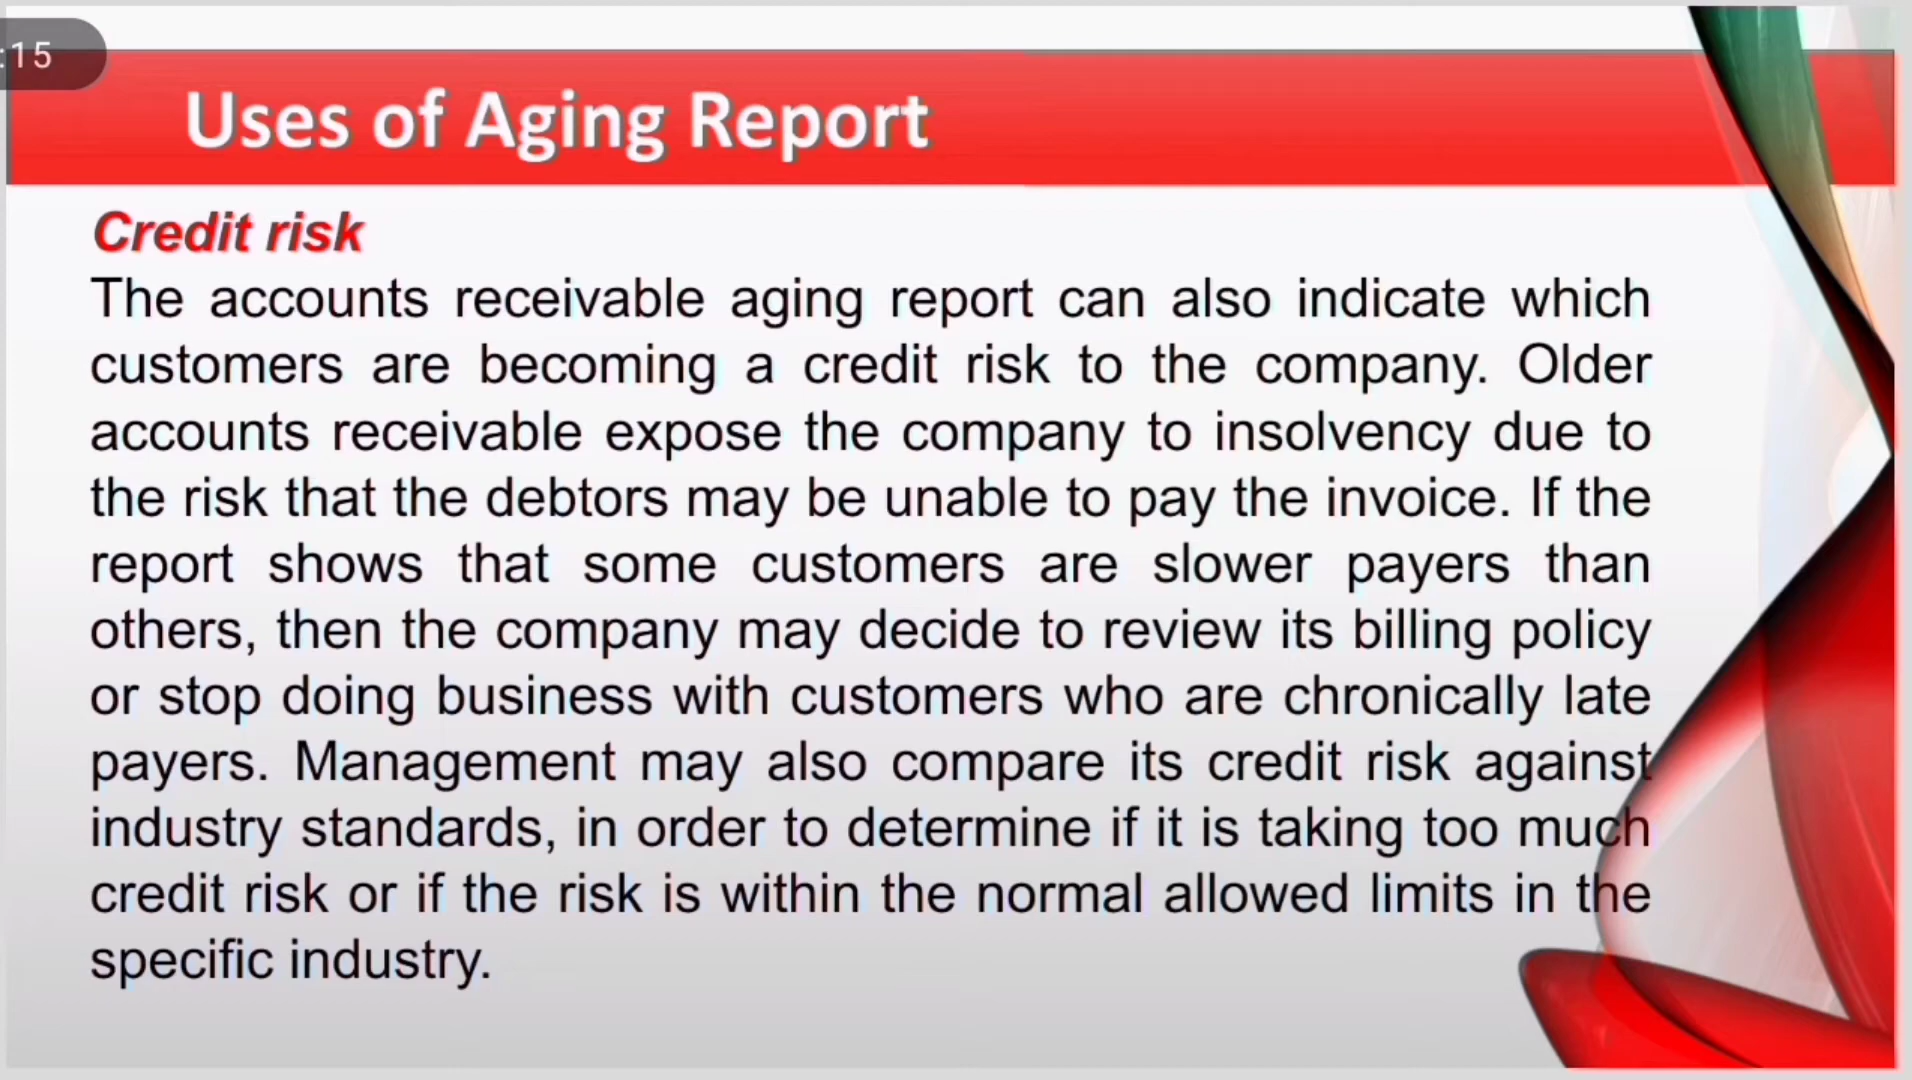 :15
Uses of Aging Report
Credit risk
The accounts receivable aging report can also indicate which
customers are becoming a credit risk to the company. Older
accounts receivable expose the company to insolvency due to
the risk that the debtors may be unable to pay the invoice. If the
report shows that some customers are slower payers than
others, then the company may decide to review its billing policy
or stop doing business with customers who are chronically late
payers. Management may also compare its credit risk against
industry standards, in order to determine if it is taking too much
credit risk or if the risk is within the normal allowed limits in the
specific industry.